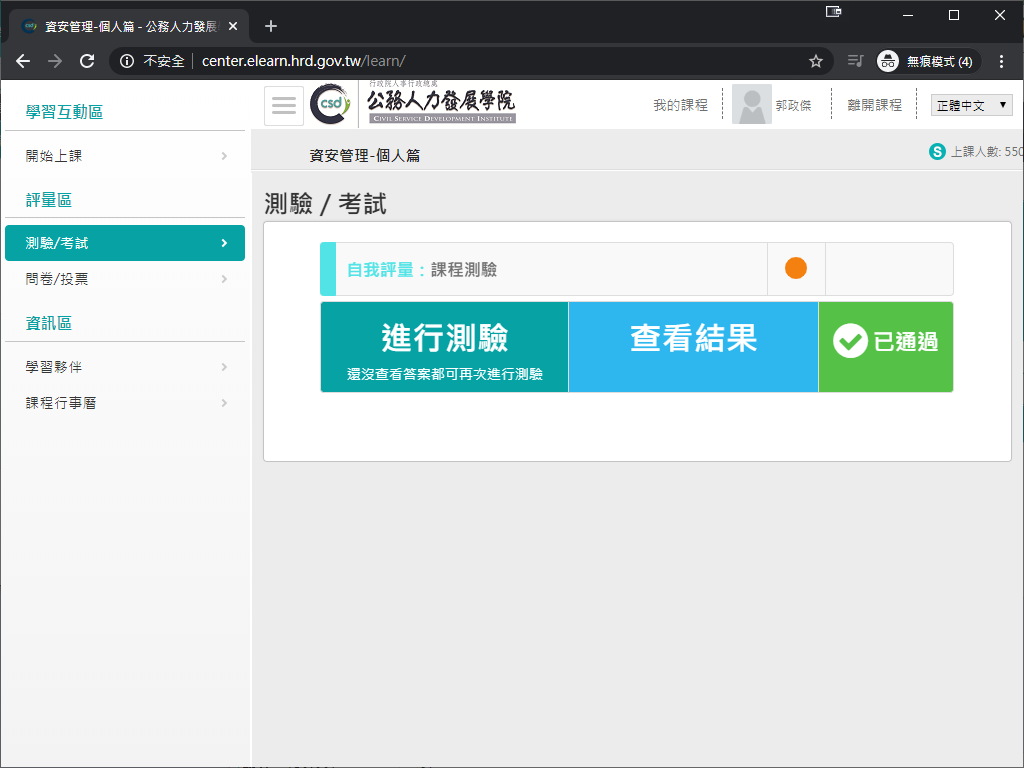 資安管理-個人篇 - 公務人力發展
不安全 center.elearn.hrd.gov.tw/learn/
無痕模式 (4)
學習互動區
開始上課
評量區
測驗/考試
問卷/投票
資訊區
學習夥伴
課程行事曆
csd
行政院人事行政總處
公務人力發展學院
CIVIL SERVICE DEVELOPMENT INSTITUTE
我的課程
郭政傑
離開課程
正體中文
資安管理-個人篇
S 上課人數: 550
測驗 / 考試
自我評量：課程測驗
進行測驗
還沒查看答案都可再次進行測驗
查看結果
已通過